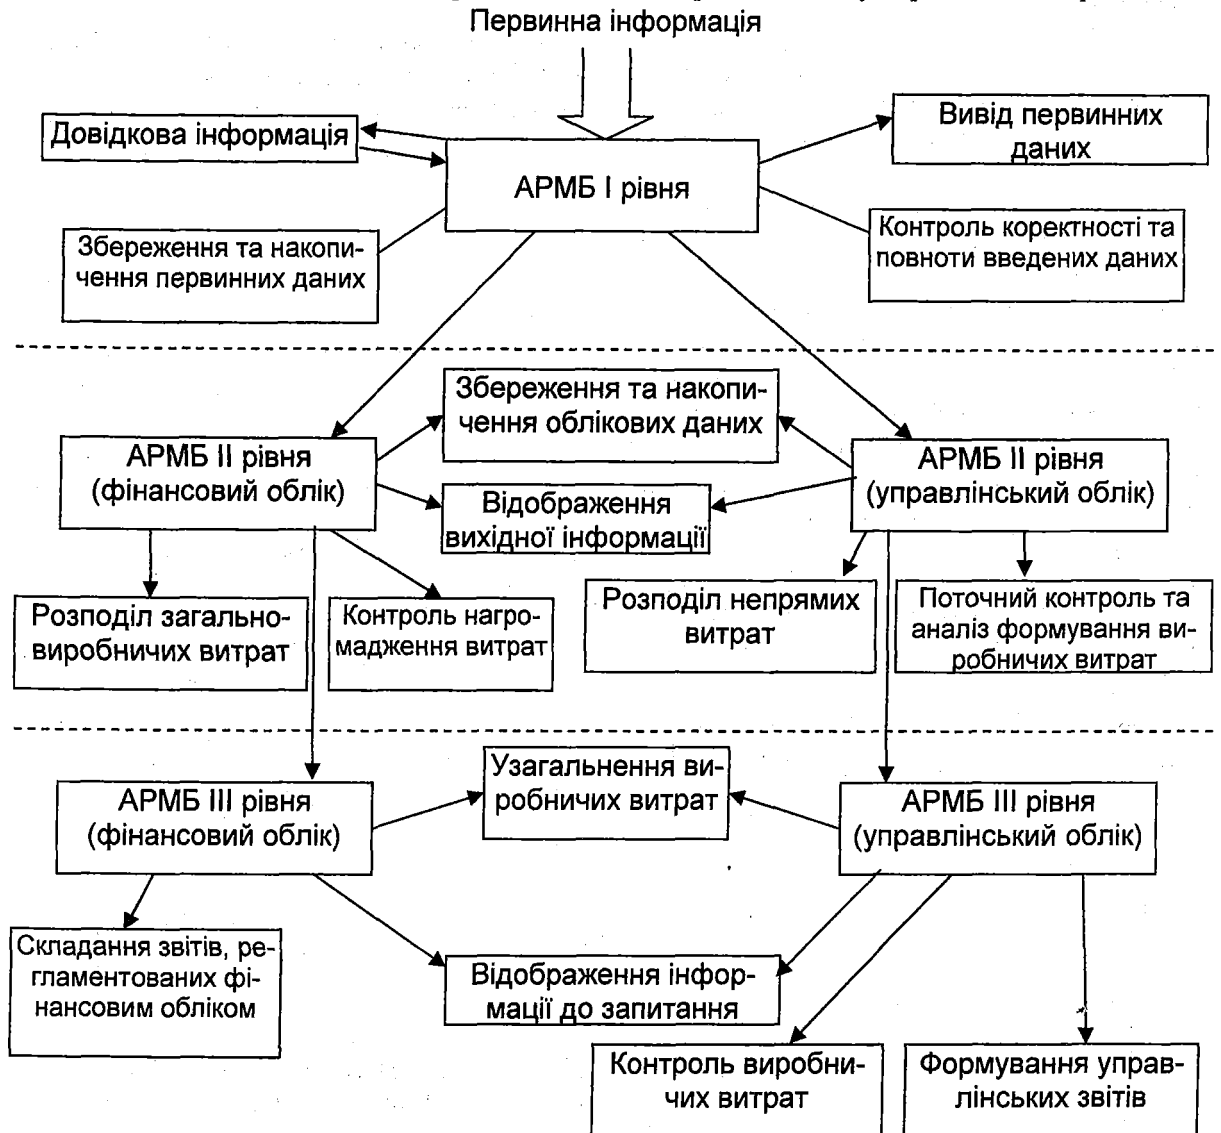 Первинна інформація
Довідкова інформація
Вивід первинних
даних
АРМБ І рівня
Збереження та накопи-
чення первинних даних
Контроль коректності та
повноти введених даних
Збереження та накопи-
чення облікових даних
АРМБ ІІ рівня
(фінансовий облік)
АРМБ ІІ рівня
(управлінський облік)
Відображення
вихідної інформації
Розподіл загально-
виробничих витрат
Контроль нагро-
мадження витрат
Розподіл непрямих
витрат
Поточний контроль та
аналіз формування ви-
робничих витрат
Узагальнення ви-
робничих витрат
АРМБ ІІІ рівня
(фінансовий облік)
АРМБ ІІІ рівня
(управлінський облік)
Складання звітів, ре-
гламентованих фі-
нансовим обліком
Відображення інфор-
мації до запитання
Контроль виробни-
чих витрат
Формування управ-
лінських звітів